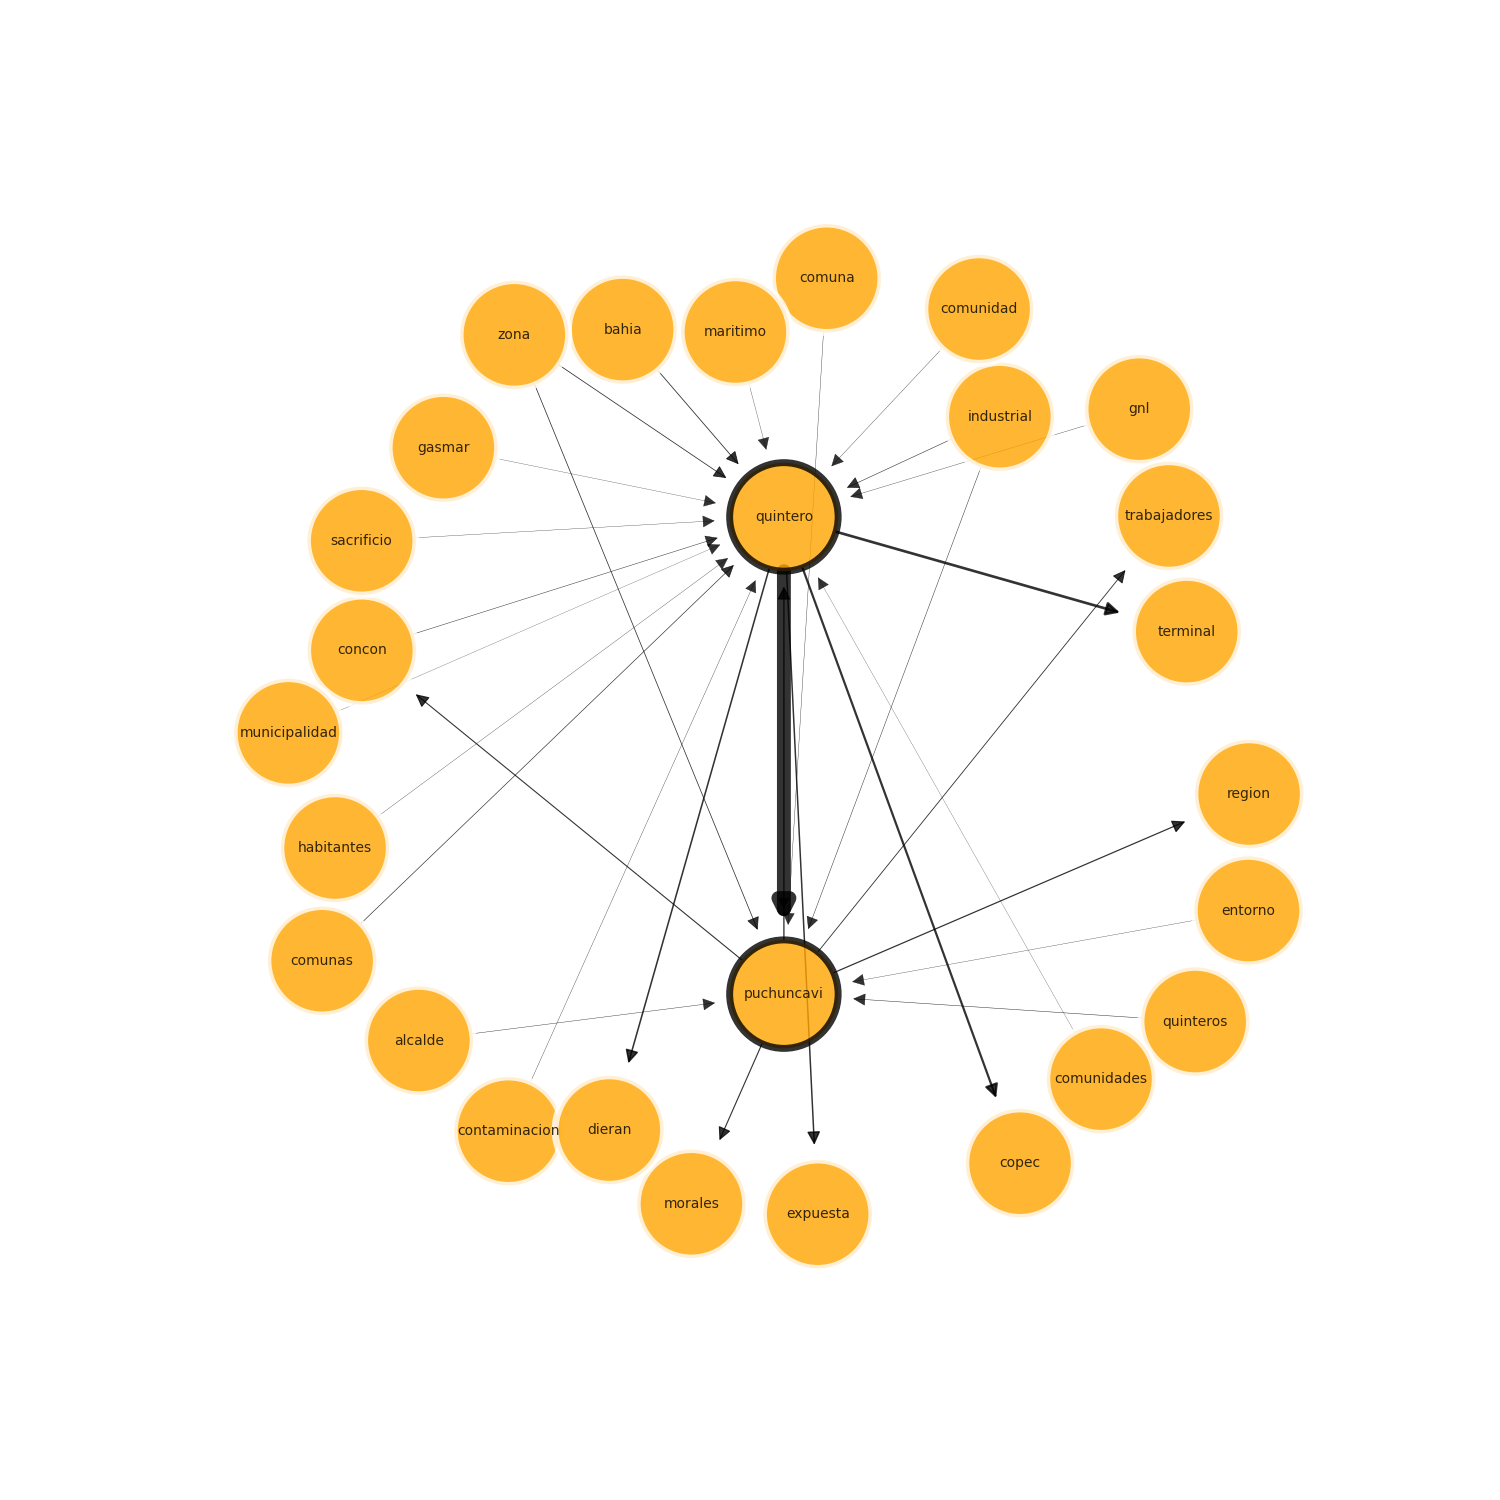 comuna
comunidad
zona
bahia
maritimo
gnl
industrial
gasmar
trabajadores
quintero
sacrificio
terminal
concon
municipalidad
region
habitantes
entorno
comunas
puchuncavi
quinteros
alcalde
comunidades
contaminacion
dieran
copec
morales
expuesta